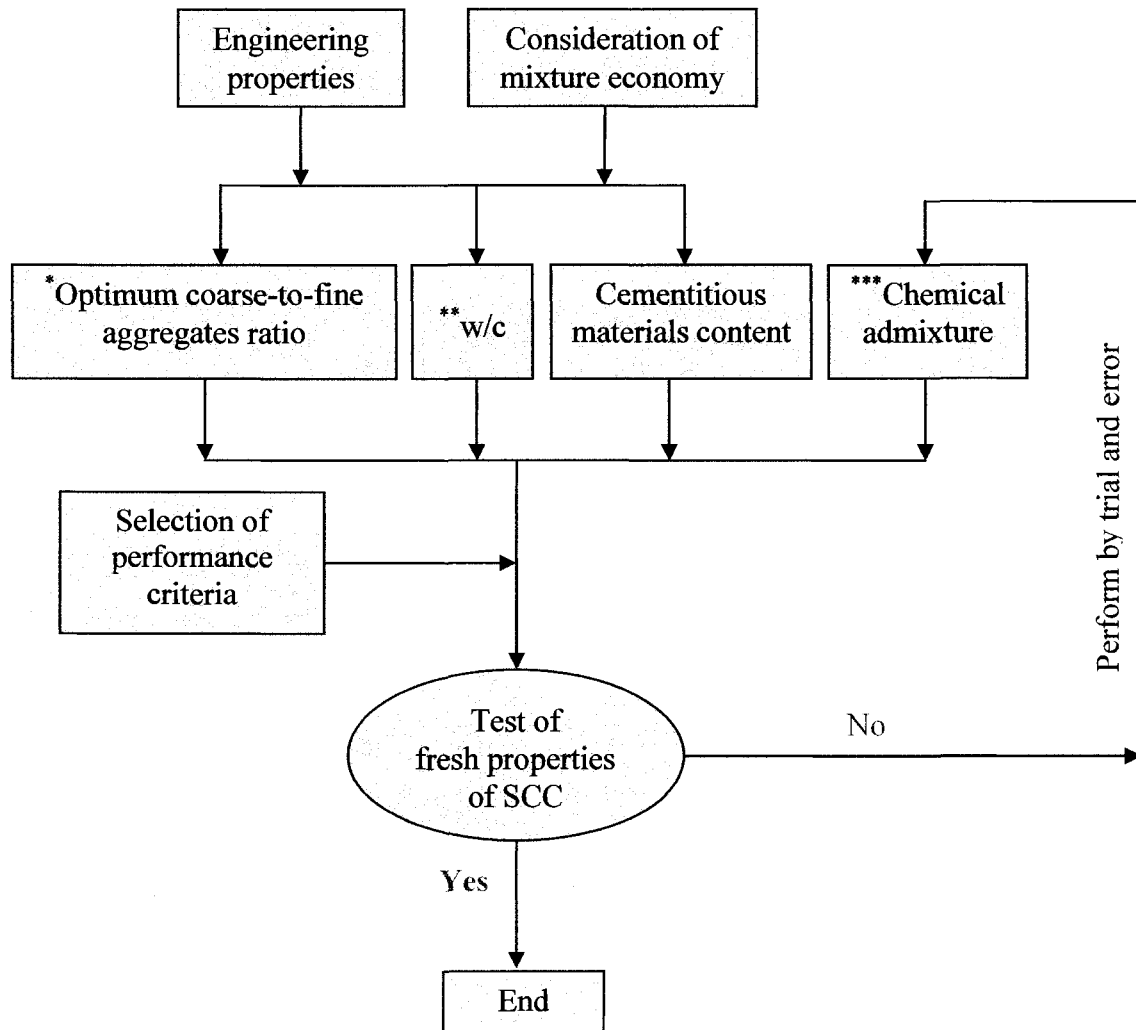 Engineering
properties
Consideration of
mixture economy
*Optimum coarse-to-fine
aggregates ratio
**w/c
Cementitious
materials content
***Chemical
admixture
Perform by trial and error
Selection of
performance
criteria
Test of
fresh properties
of SCC
No
Yes
End